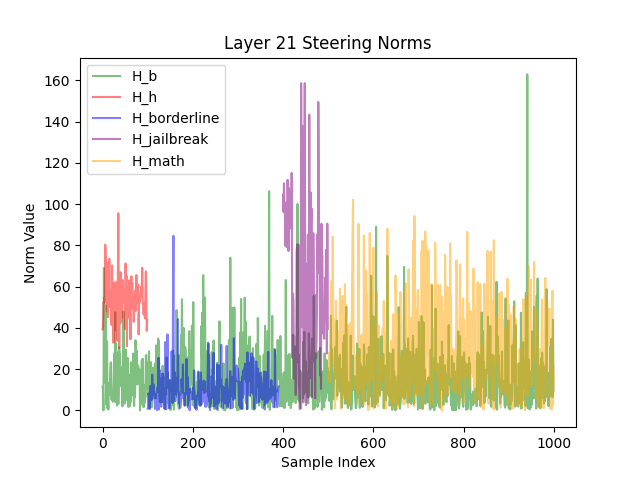 Layer 21 Steering Norms
H_b
H_h
H_borderline
H_jailbreak
H_math
Norm Value
160
140
120
100
80
60
40
20
0
0
200
400
600
800
1000
Sample Index